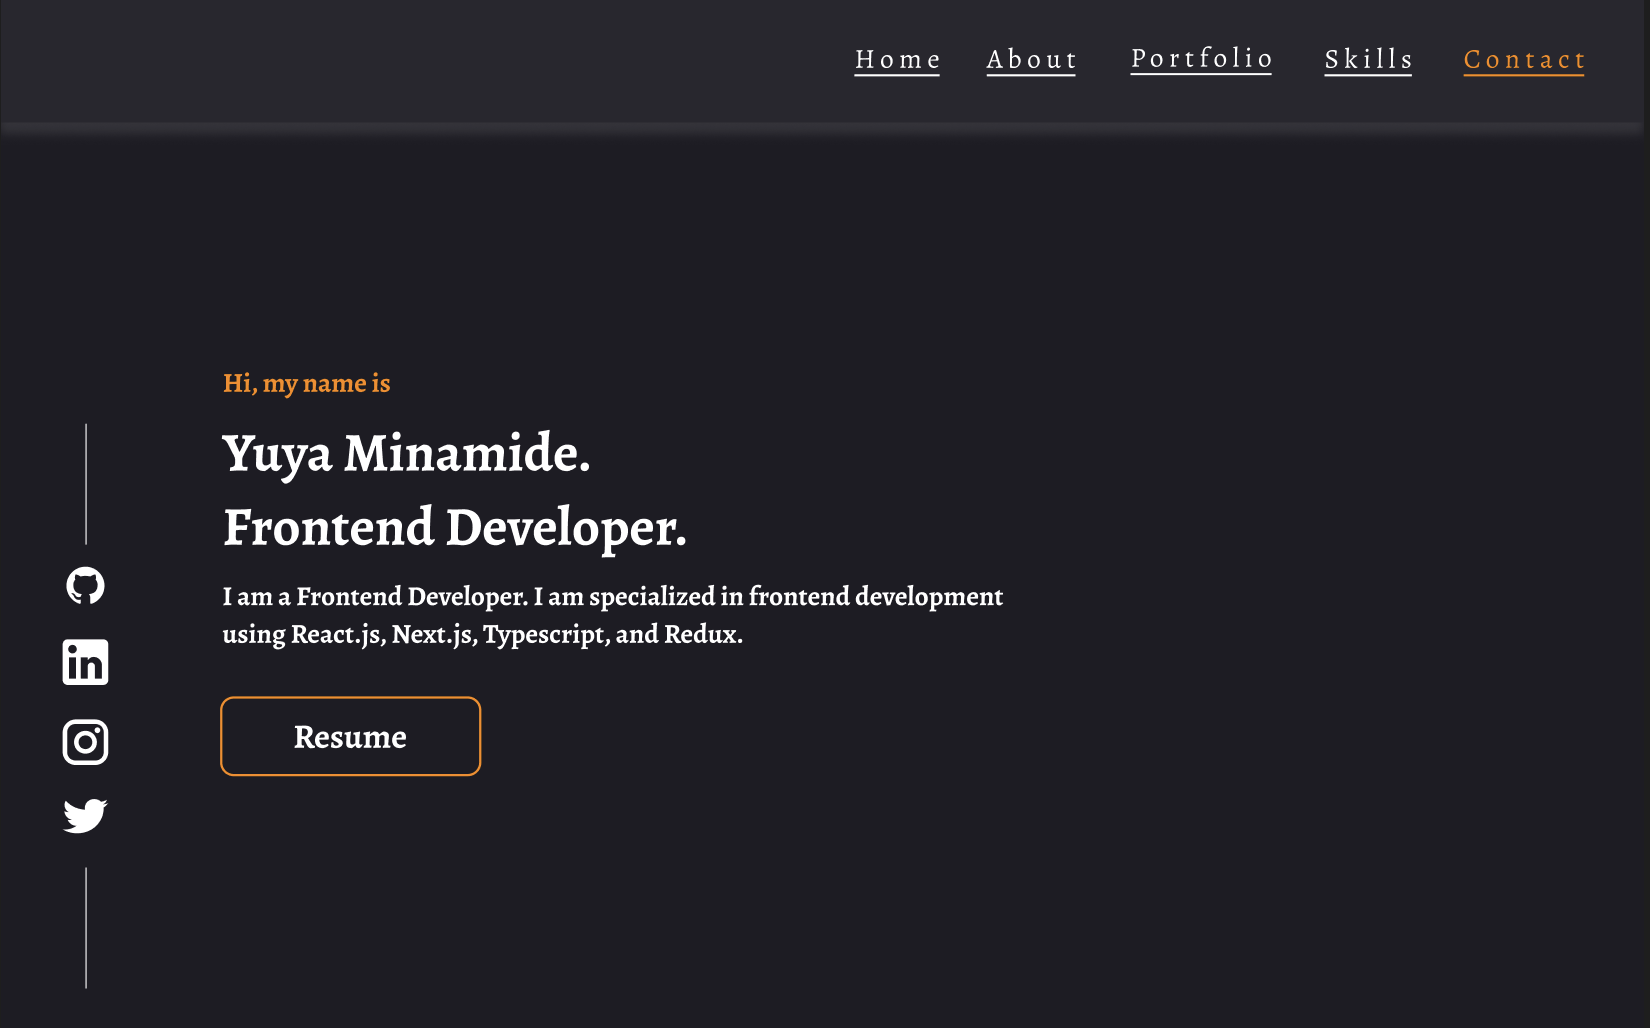 Home About Portfolio Skills Contact
Hi, my name is
Yuya Minamide.
Frontend Developer.
I am a Frontend Developer. I am specialized in frontend development
using React.js, Next.js, Typescript, and Redux.
in
Resume